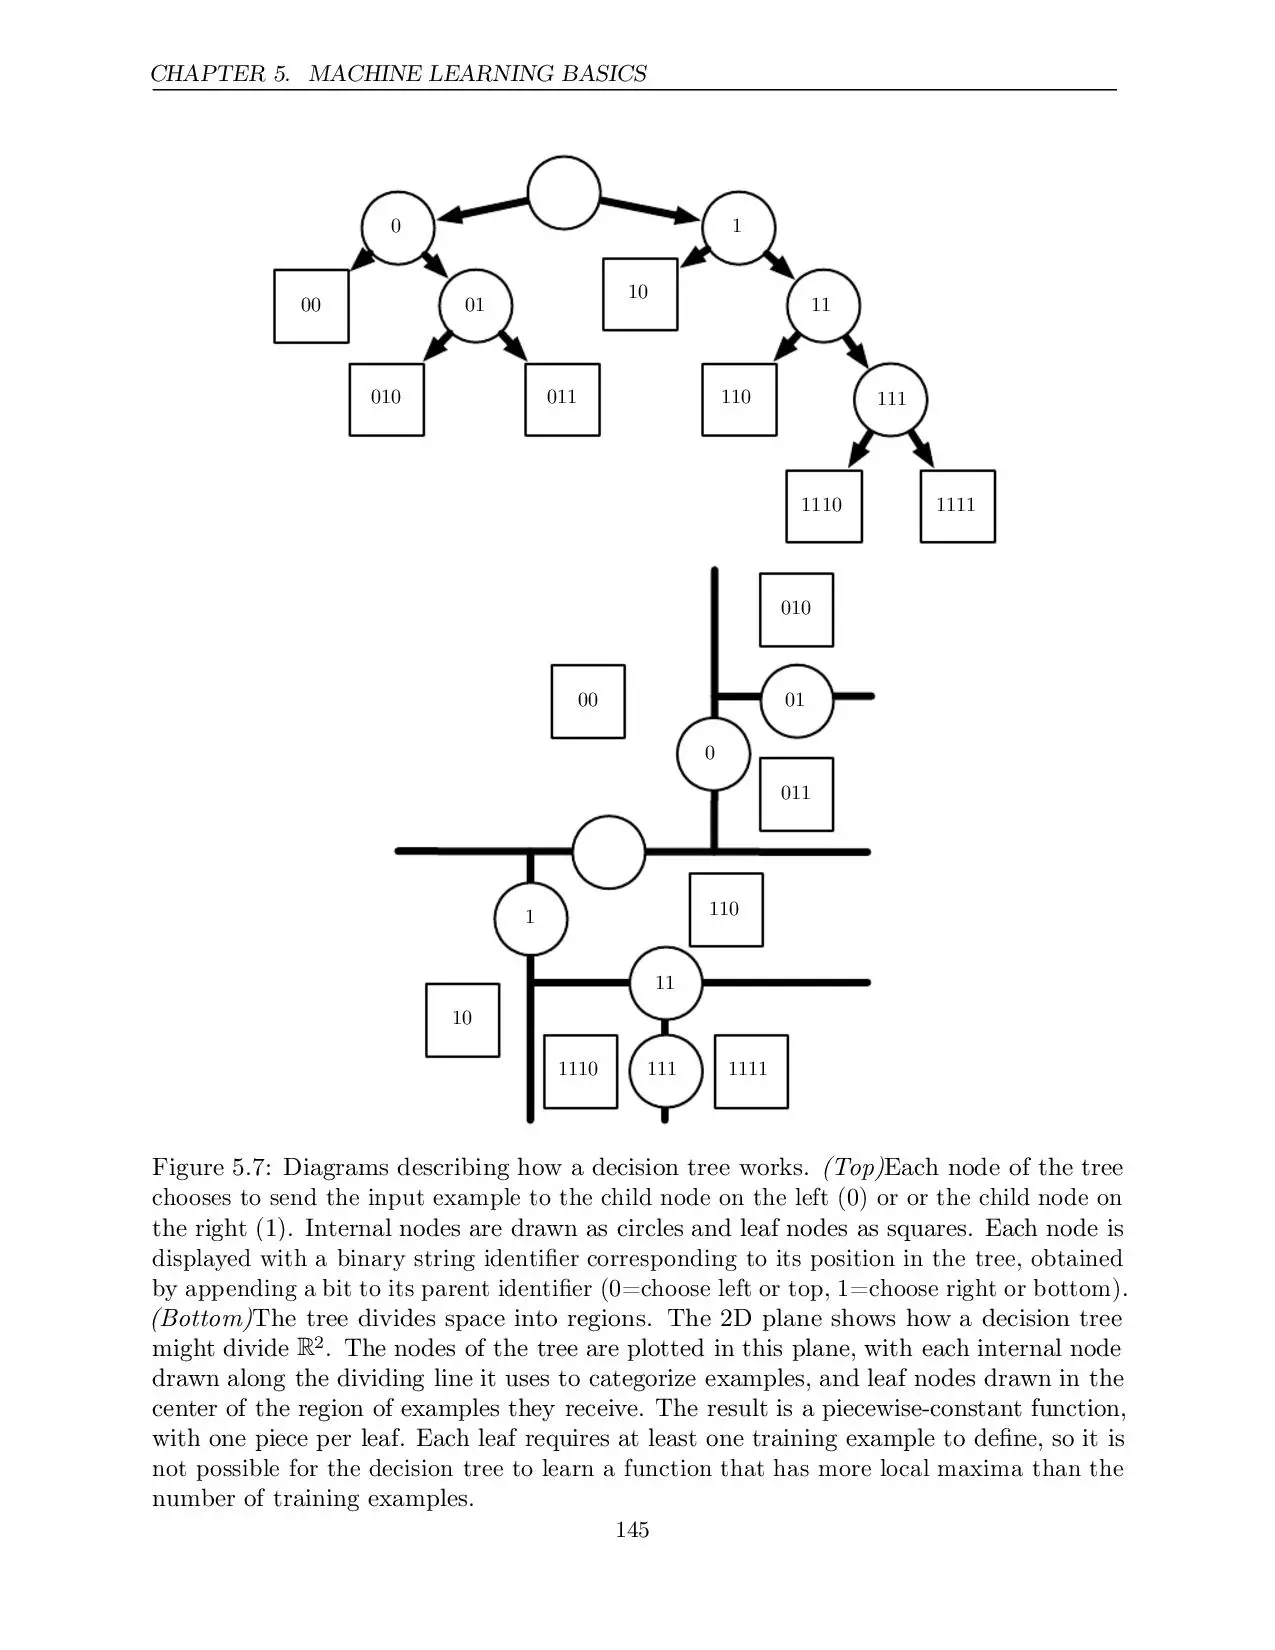 CHAPTER 5. MACHINE LEARNING BASICS
0
1
00
01
10
11
010
011
110
111
1110
1111
010
00
01
0
011
110
1
11
10
1110
111
1111
Figure 5.7: Diagrams describing how a decision tree works. (Top)Each node of the tree
chooses to send the input example to the child node on the left (0) or or the child node on
the right (1). Internal nodes are drawn as circles and leaf nodes as squares. Each node is
displayed with a binary string identifier corresponding to its position in the tree, obtained
by appending a bit to its parent identifier (0=choose left or top, 1=choose right or bottom).
(Bottom)The tree divides space into regions. The 2D plane shows how a decision tree
might divide ℝ². The nodes of the tree are plotted in this plane, with each internal node
drawn along the dividing line it uses to categorize examples, and leaf nodes drawn in the
center of the region of examples they receive. The result is a piecewise-constant function,
with one piece per leaf. Each leaf requires at least one training example to define, so it is
not possible for the decision tree to learn a function that has more local maxima than the
number of training examples.
145